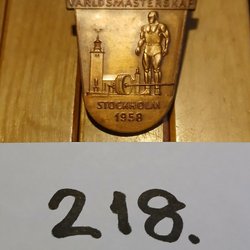 VÄRLDSMÄSTERSKAP
STOCKHOLM
1958
218.